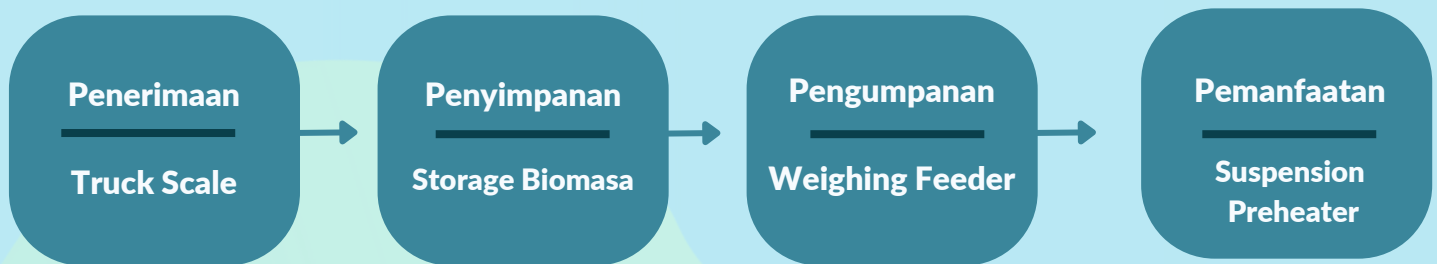 Penerimaan
Truck Scale
Penyimpanan
Storage Biomasa
Pengumpanan
Weighing Feeder
Pemanfaatan
Suspension
Preheater